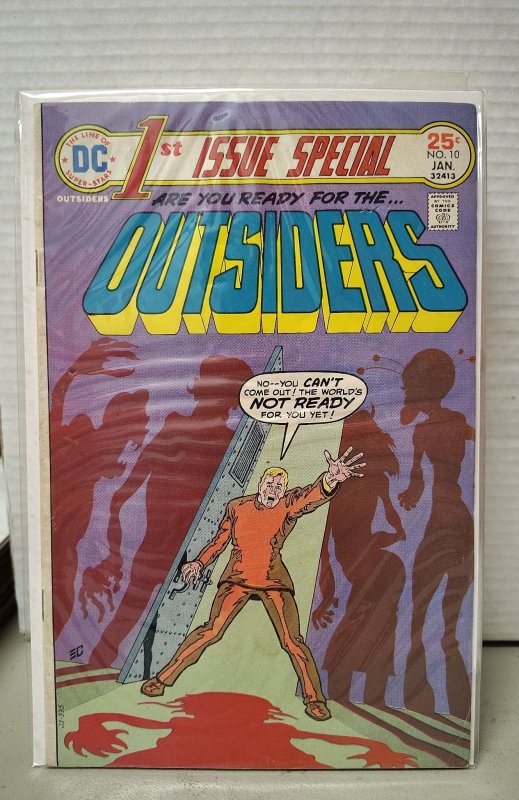 THE LINE OF
DC
SUPER-STARS
1st ISSUE SPECIAL
25¢
NO. 10
JAN.
32413
OUTSIDERS
APPROVED
BY THE
COMICS
CODE
AUTHORITY
ARE YOU READY FOR THE...
OUTSIDERS
NO--YOU CAN'T
COME OUT! THE WORLD'S
NOT READY
FOR YOU YET!
EC